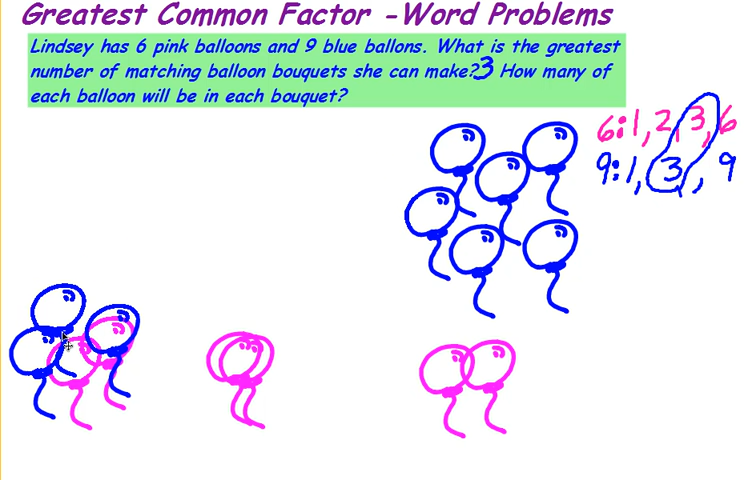 Greatest Common Factor -Word Problems
Lindsey has 6 pink balloons and 9 blue ballons. What is the greatest
number of matching balloon bouquets she can make?3 How many of
each balloon will be in each bouquet?
6:1,2,3,6
9:1,3, , 9